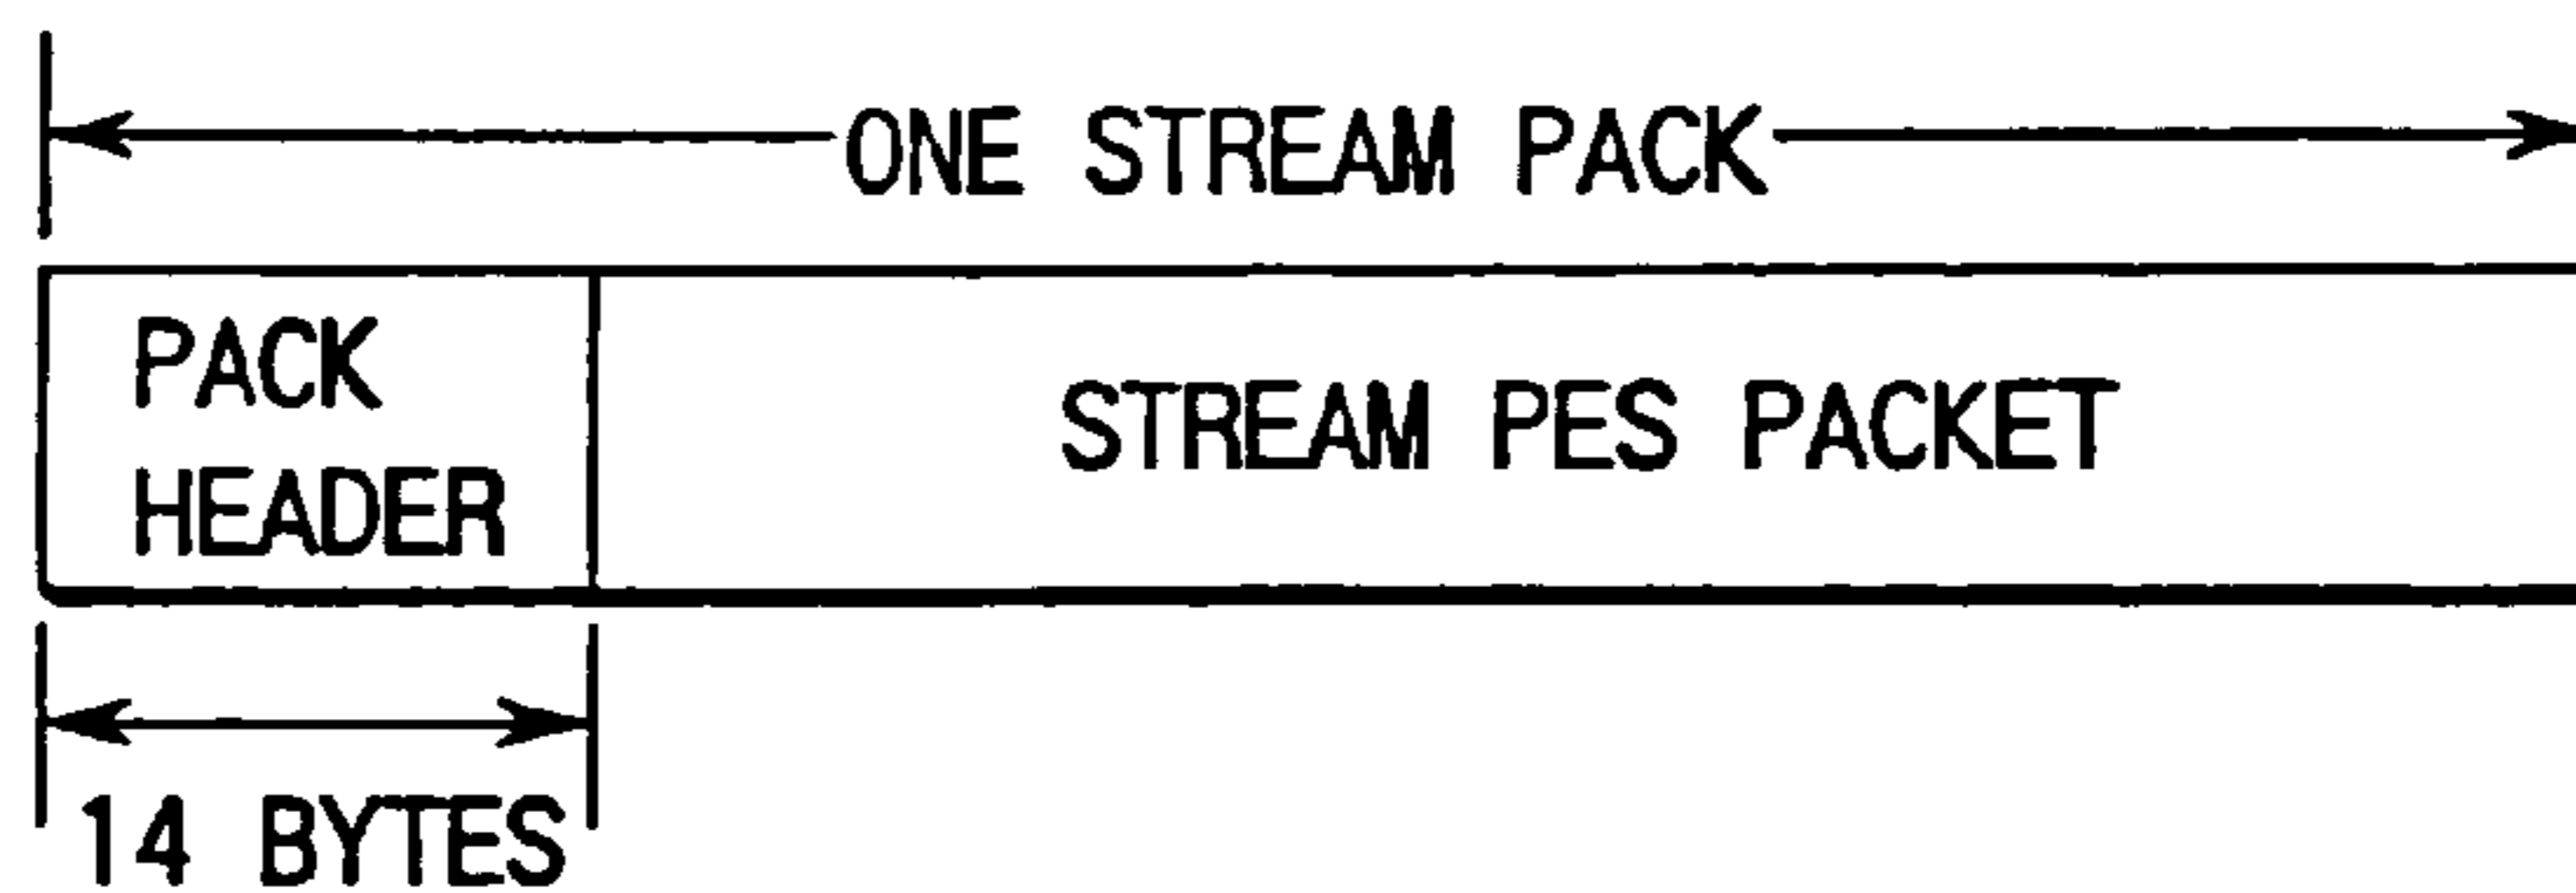 ONE STREAM PACK
PACK
HEADER
STREAM PES PACKET
14 BYTES